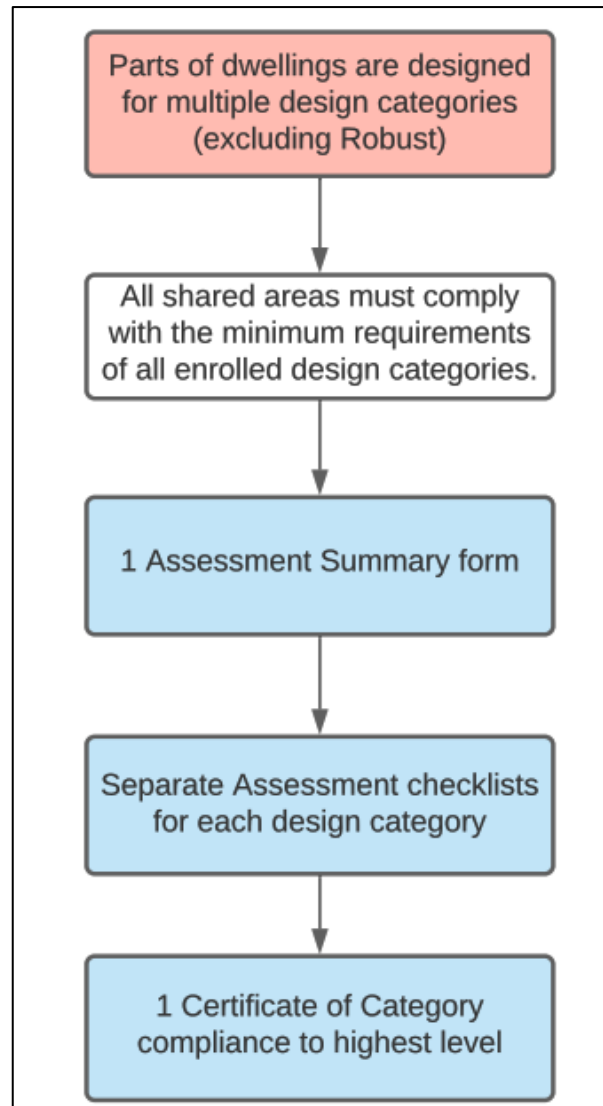 Parts of dwellings are designed
for multiple design categories
(excluding Robust)
All shared areas must comply
with the minimum requirements
of all enrolled design categories.
1 Assessment Summary form
Separate Assessment checklists
for each design category
1 Certificate of Category
compliance to highest level